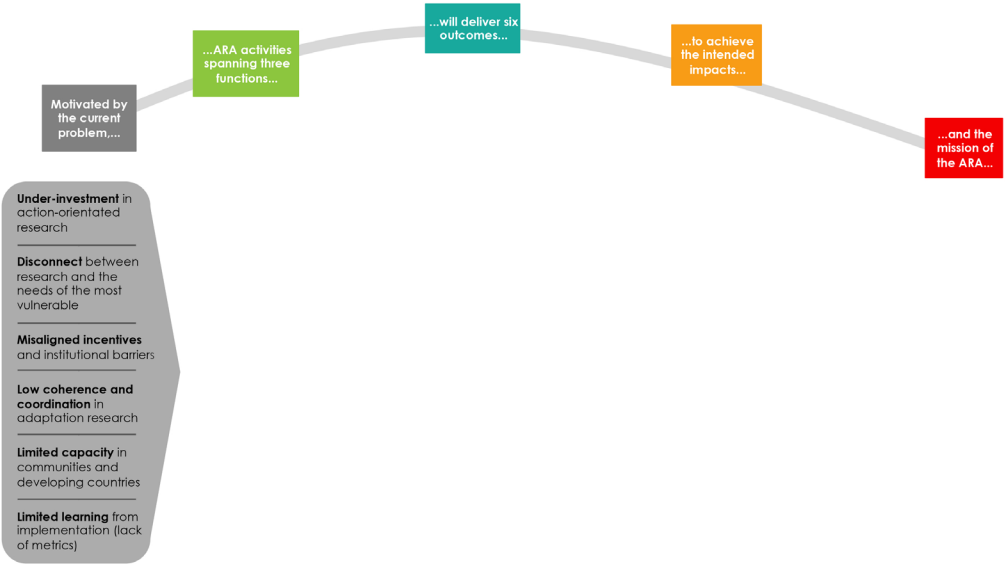 Motivated by
the current
problem,...
...ARA activities
spanning three
functions...
...will deliver six
outcomes...
...to achieve
the intended
impacts...
...and the
mission of
the ARA...
Under-investment in
action-orientated
research
Disconnect between
research and the
needs of the most
vulnerable
Misaligned incentives
and institutional barriers
Low coherence and
coordination in
adaptation research
Limited capacity in
communities and
developing countries
Limited learning from
implementation (lack
of metrics)